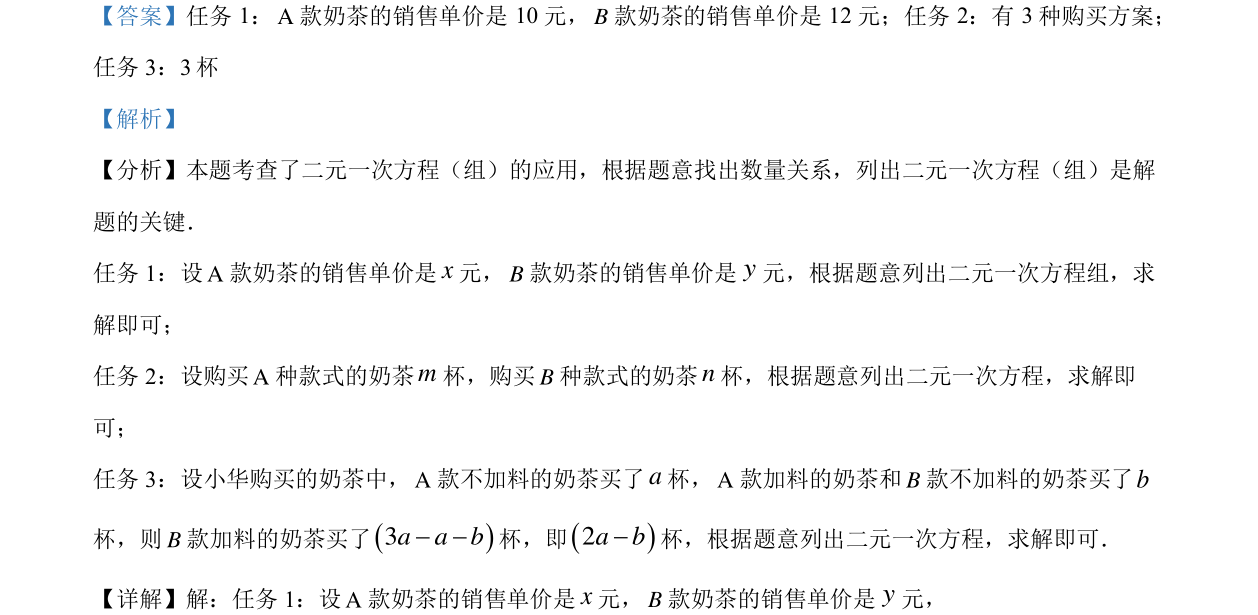 【答案】任务 1：A 款奶茶的销售单价是 10 元，B 款奶茶的销售单价是 12 元；任务 2：有 3 种购买方案；
任务 3：3 杯
【解析】
【分析】本题考查了二元一次方程（组）的应用，根据题意找出数量关系，列出二元一次方程（组）是解
题的关键．
任务 1：设 A 款奶茶的销售单价是 x 元，B 款奶茶的销售单价是 y 元，根据题意列出二元一次方程组，求
解即可；
任务 2：设购买 A 种款式的奶茶 m 杯，购买 B 种款式的奶茶 n 杯，根据题意列出二元一次方程，求解即
可；
任务 3：设小华购买的奶茶中，A 款不加料的奶茶买了 a 杯，A 款加料的奶茶和 B 款不加料的奶茶买了 b
杯，则 B 款加料的奶茶买了 (3a−a−b) 杯，即 (2a−b) 杯，根据题意列出二元一次方程，求解即可．
【详解】解：任务 1：设 A 款奶茶的销售单价是 x 元，B 款奶茶的销售单价是 y 元，